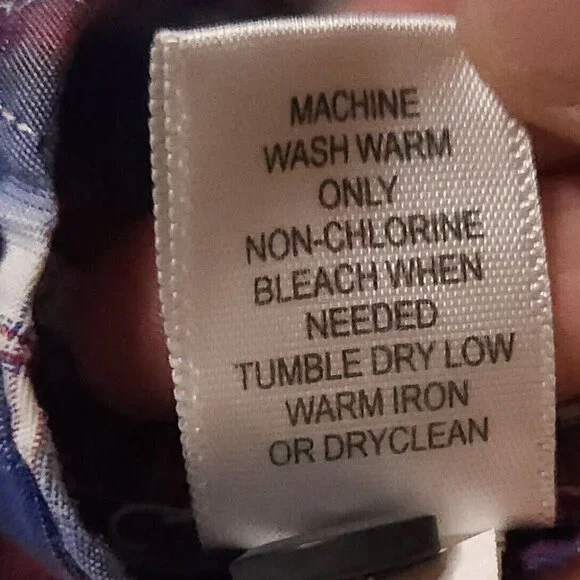 MACHINE
WASH WARM
ONLY
NON-CHLORINE
BLEACH WHEN
NEEDED
TUMBLE DRY LOW
WARM IRON
OR DRYCLEAN